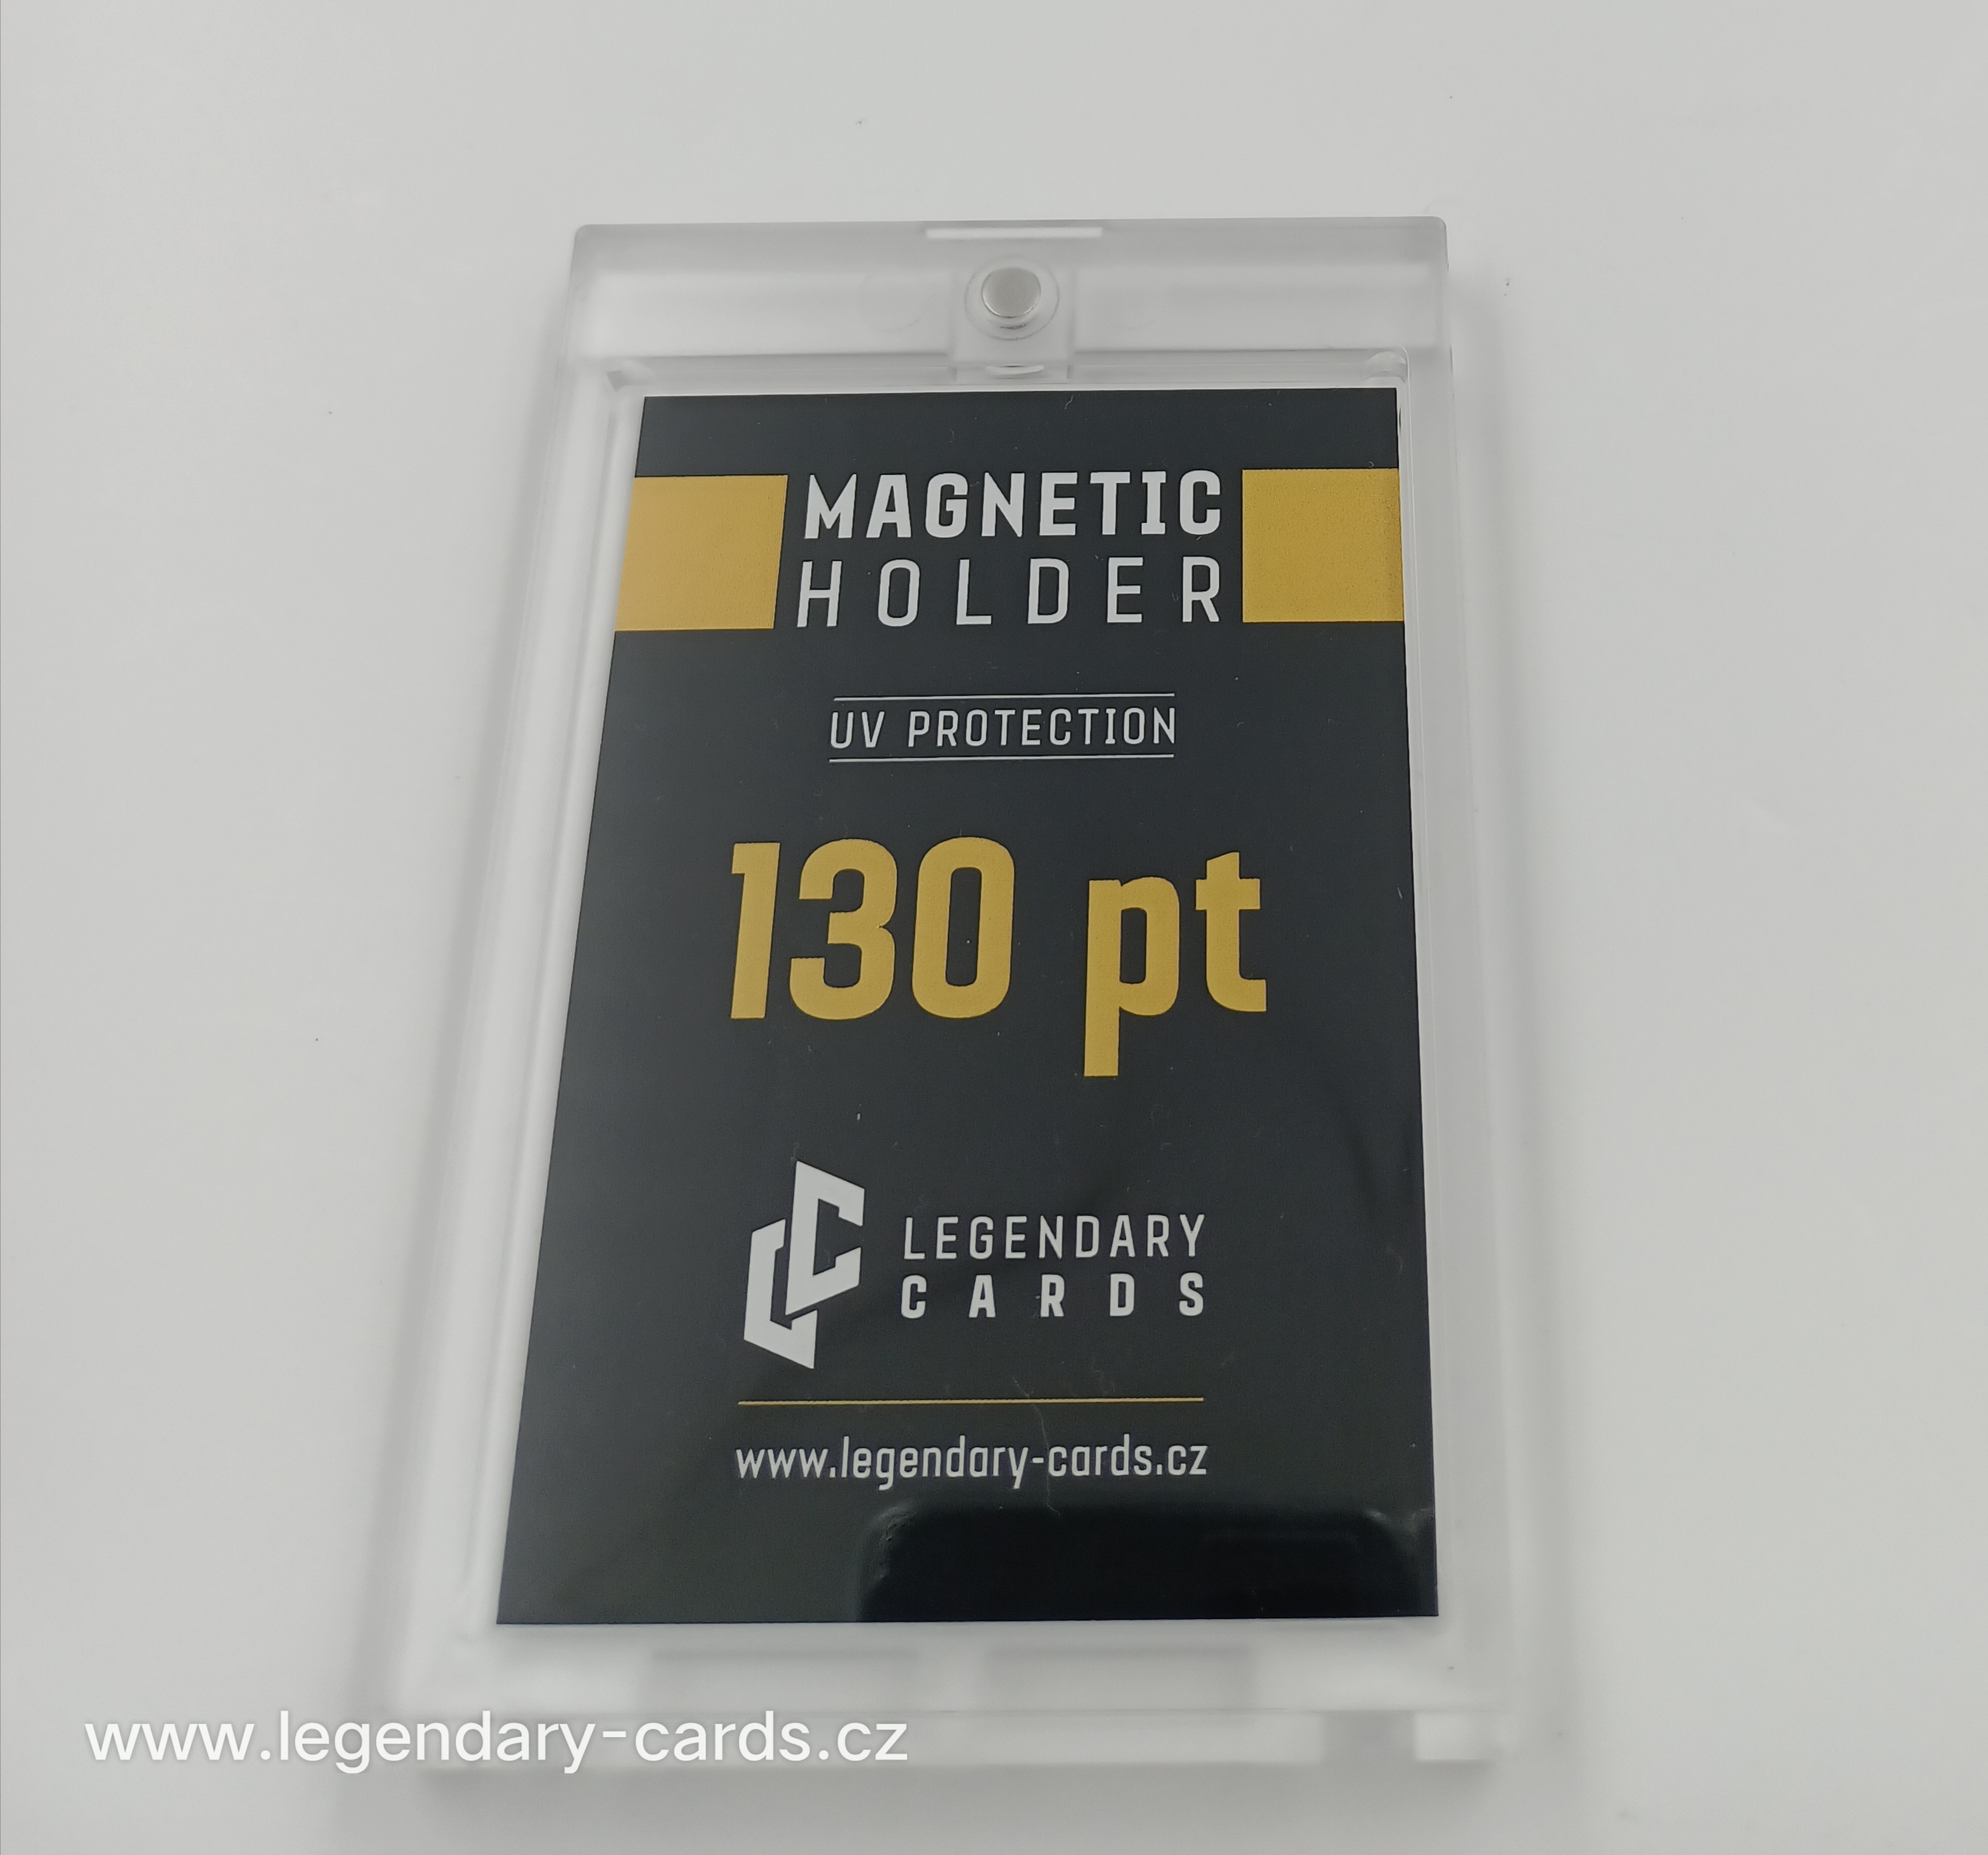 MAGNETIC
HOLDER
UV PROTECTION
130 pt
LEGENDARY
CARDS
www.legendary-cards.cz
www.legendary-cards.cz